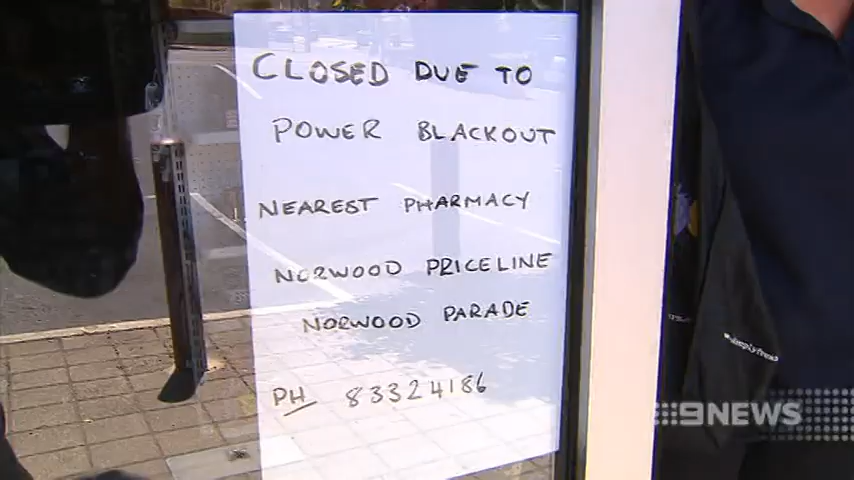 CLOSED DUE TO
POWER BLACKOUT
NEAREST PHARMACY
NORWOOD PRICELINE
NORWOOD PARADE
PH 83324186
9NEWS